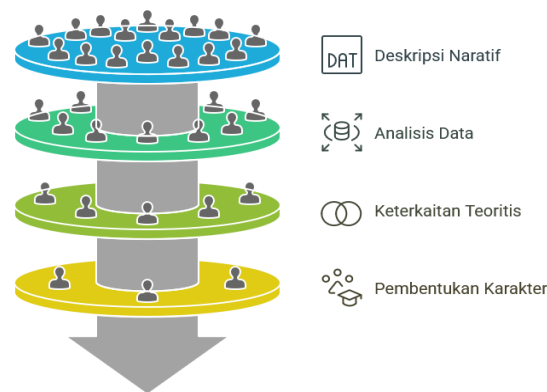 DAT
Deskripsi Naratif
Analisis Data
Keterkaitan Teoritis
Pembentukan Karakter